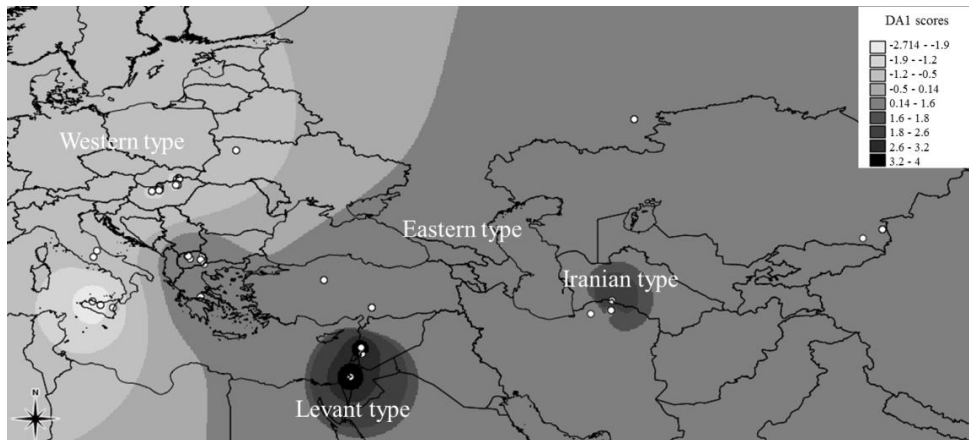 DA1 scores
-2.714 - -1.9
-1.9 - -1.2
-1.2 - -0.5
-0.5 - 0.14
0.14 - 1.6
1.6 - 1.8
1.8 - 2.6
2.6 - 3.2
3.2 - 4
Western type
Eastern type
Iranian type
Levant type
N